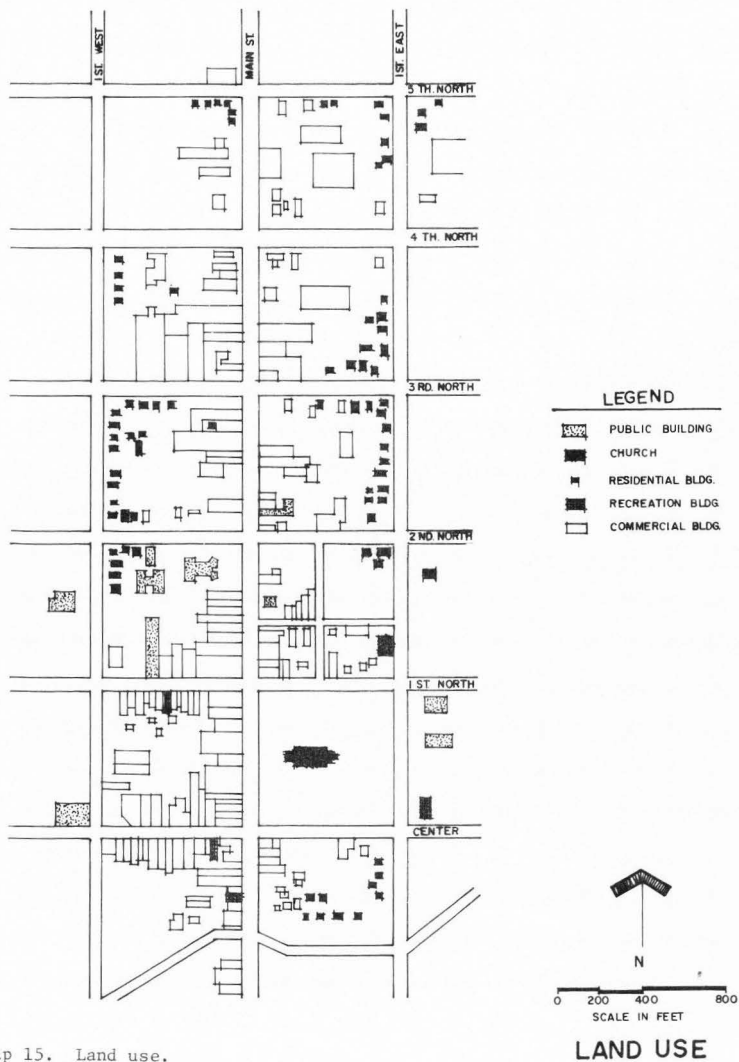 1ST. WEST
MAIN ST.
1ST. EAST
5 TH. NORTH
4 TH. NORTH
3 RD. NORTH
2 ND. NORTH
1 ST. NORTH
CENTER
LEGEND
PUBLIC BUILDING
CHURCH
RESIDENTIAL BLDG.
RECREATION BLDG.
COMMERCIAL BLDG.
N
0 200 400 800
SCALE IN FEET
LAND USE
15. Land use.